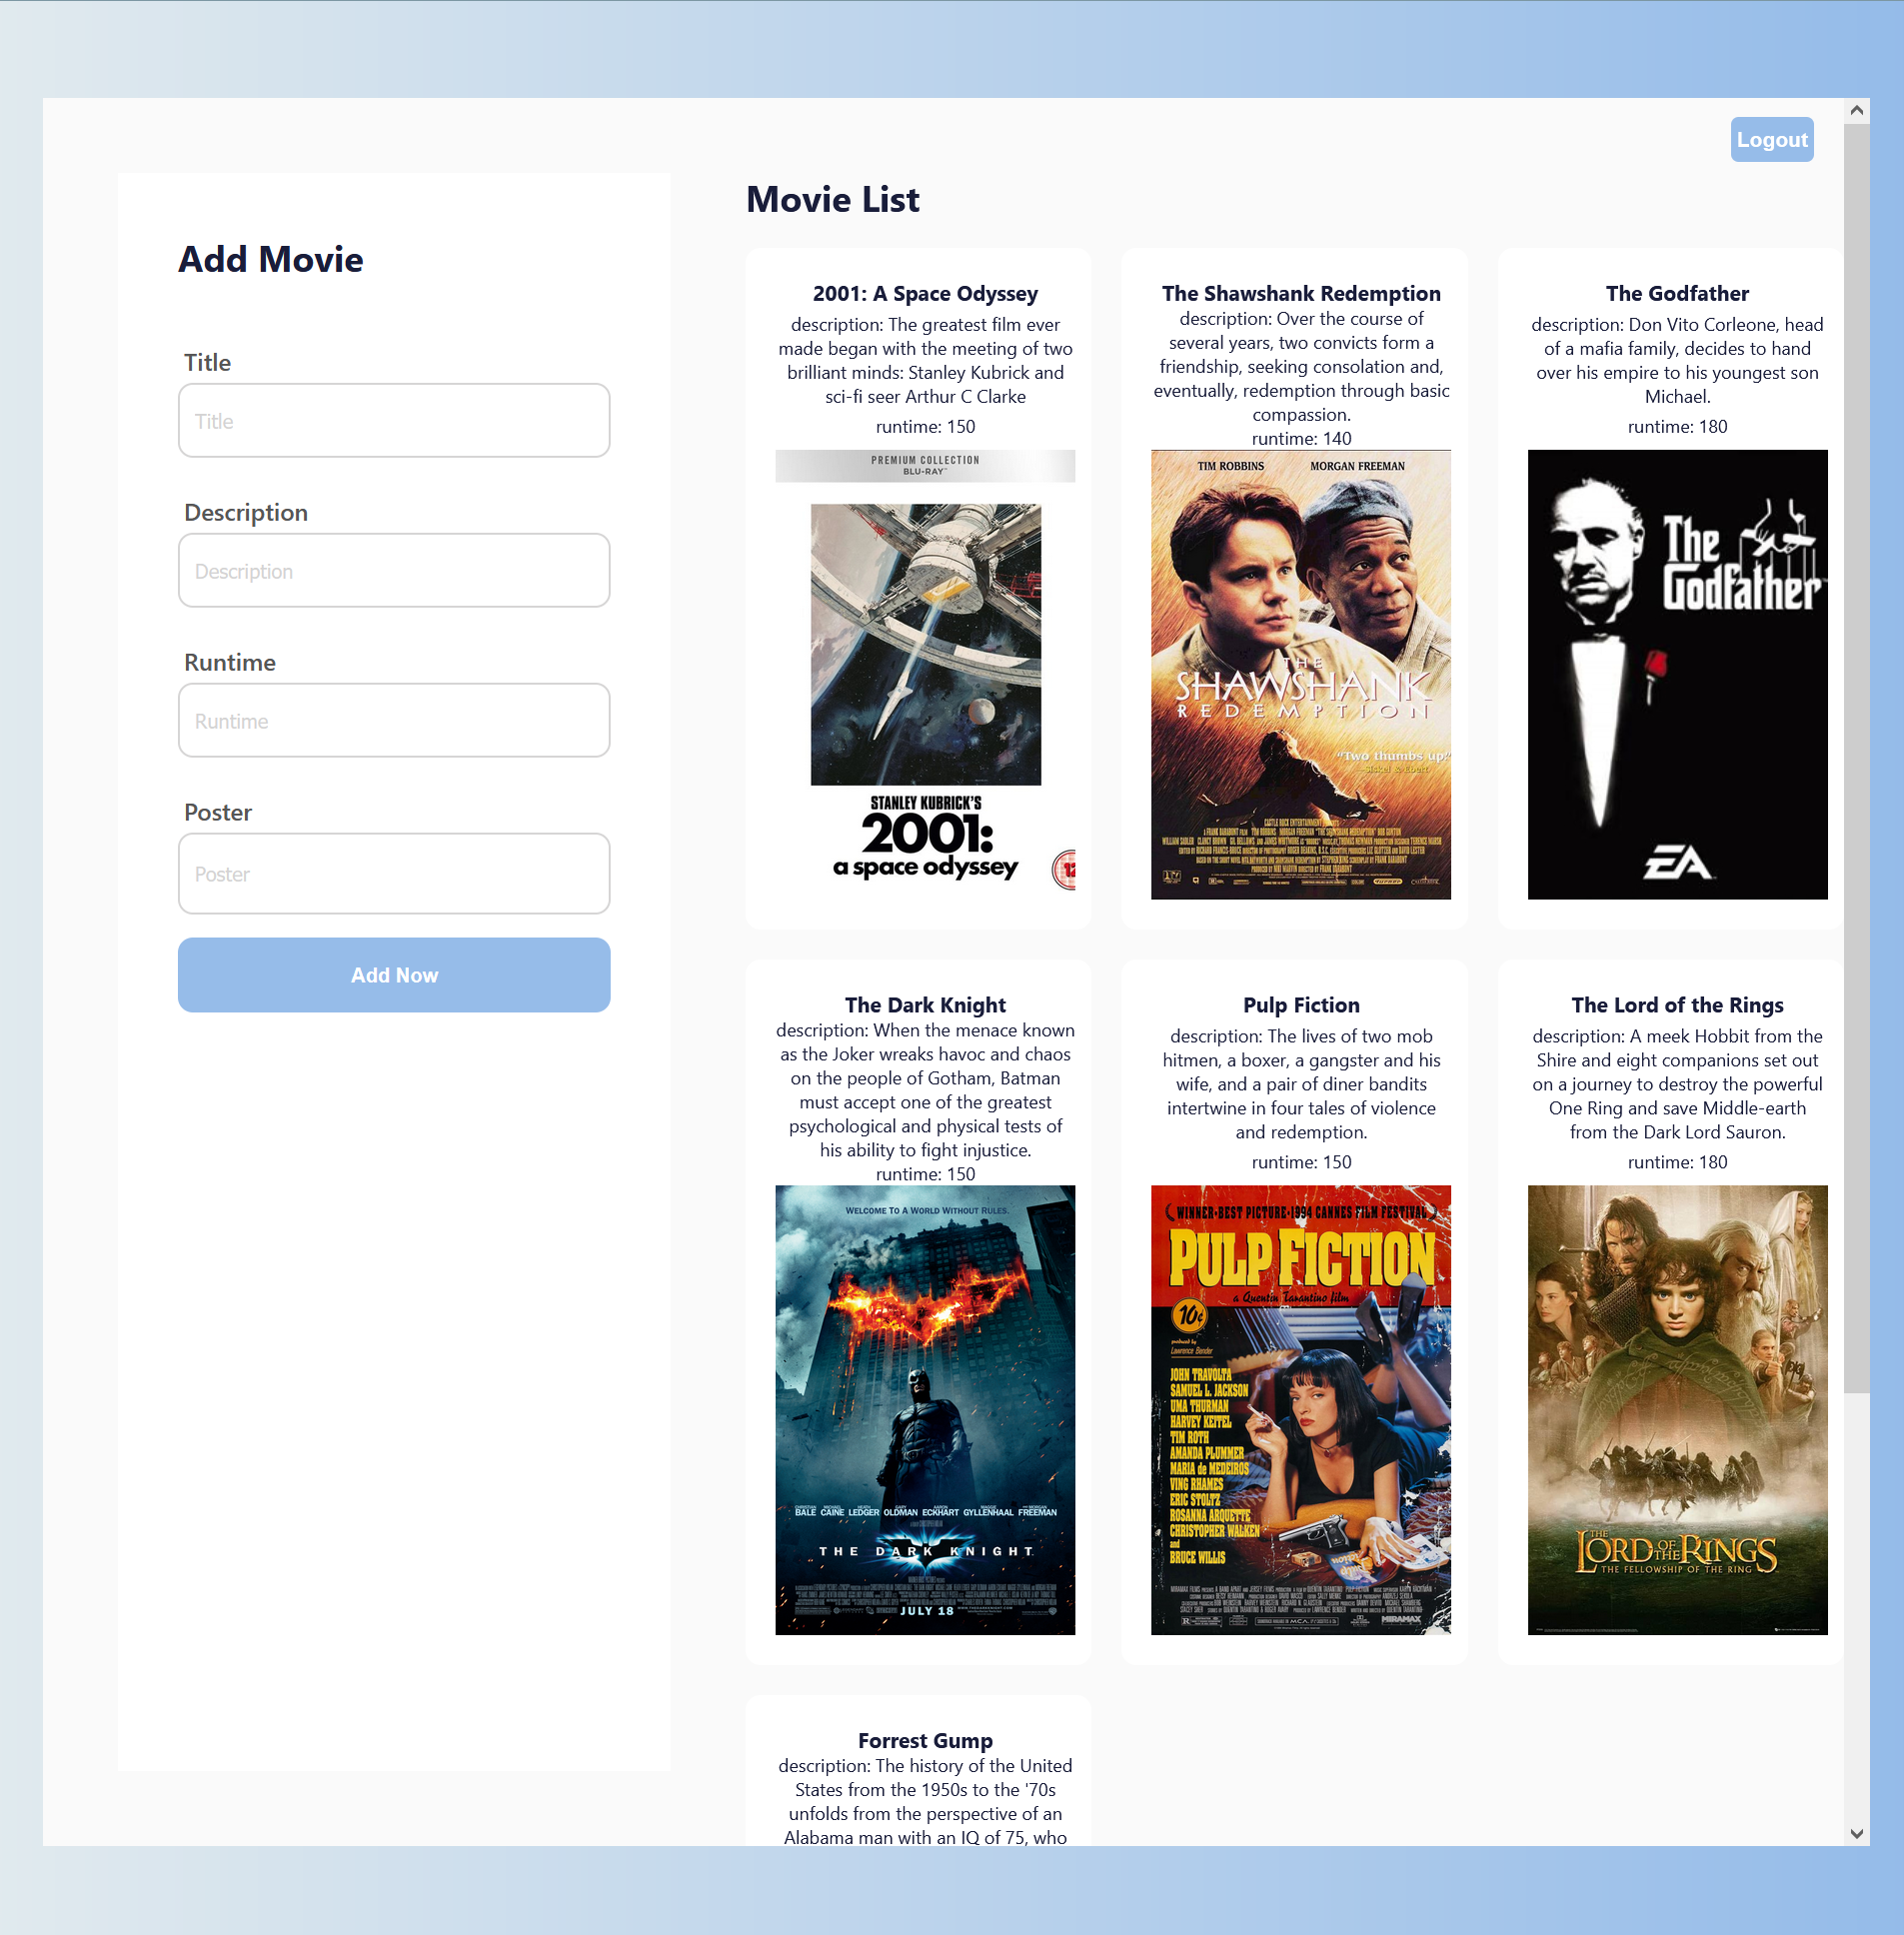 Logout
Add Movie
Title
Title
Description
Description
Runtime
Runtime
Poster
Poster
Add Now
Movie List
2001: A Space Odyssey
description: The greatest film ever
made began with the meeting of two
brilliant minds: Stanley Kubrick and
sci-fi seer Arthur C Clarke
runtime: 150
PREMIUM COLLECTION
BLU-RAY
STANLEY KUBRICK'S
2001:
a space odyssey
12
The Shawshank Redemption
description: Over the course of
several years, two convicts form a
friendship, seeking consolation and,
eventually, redemption through basic
compassion.
runtime: 140
TIM ROBBINS MORGAN FREEMAN
THE
SHAWSHANK
REDEMPTION
"Two thumbs up!"
-Siskel & Ebert
The Godfather
description: Don Vito Corleone, head
of a mafia family, decides to hand
over his empire to his youngest son
Michael.
runtime: 180
The
Godfather
EA
The Dark Knight
description: When the menace known
as the Joker wreaks havoc and chaos
on the people of Gotham, Batman
must accept one of the greatest
psychological and physical tests of
his ability to fight injustice.
runtime: 150
WELCOME TO A WORLD WITHOUT RULES.
BALE CAINE LEDGER OLDMAN ECKHART GYLLENHAAL FREEMAN
THE DARK KNIGHT
JULY 18
Pulp Fiction
description: The lives of two mob
hitmen, a boxer, a gangster and his
wife, and a pair of diner bandits
intertwine in four tales of violence
and redemption.
runtime: 150
WINNER•BEST PICTURE•1994 CANNES FILM FESTIVAL
PULP FICTION
a Quentin Tarantino film
10¢
produced by
Lawrence Bender
JOHN TRAVOLTA
SAMUEL L. JACKSON
UMA THURMAN
HARVEY KEITEL
TIM ROTH
AMANDA PLUMMER
MARIA de MEDEIROS
VING RHAMES
ERIC STOLTZ
ROSANNA ARQUETTE
CHRISTOPHER WALKEN
and
BRUCE WILLIS
MIRAMAX
The Lord of the Rings
description: A meek Hobbit from the
Shire and eight companions set out
on a journey to destroy the powerful
One Ring and save Middle-earth
from the Dark Lord Sauron.
runtime: 180
THE
LORD OF THE RINGS
THE FELLOWSHIP OF THE RING
Forrest Gump
description: The history of the United
States from the 1950s to the '70s
unfolds from the perspective of an
Alabama man with an IQ of 75, who